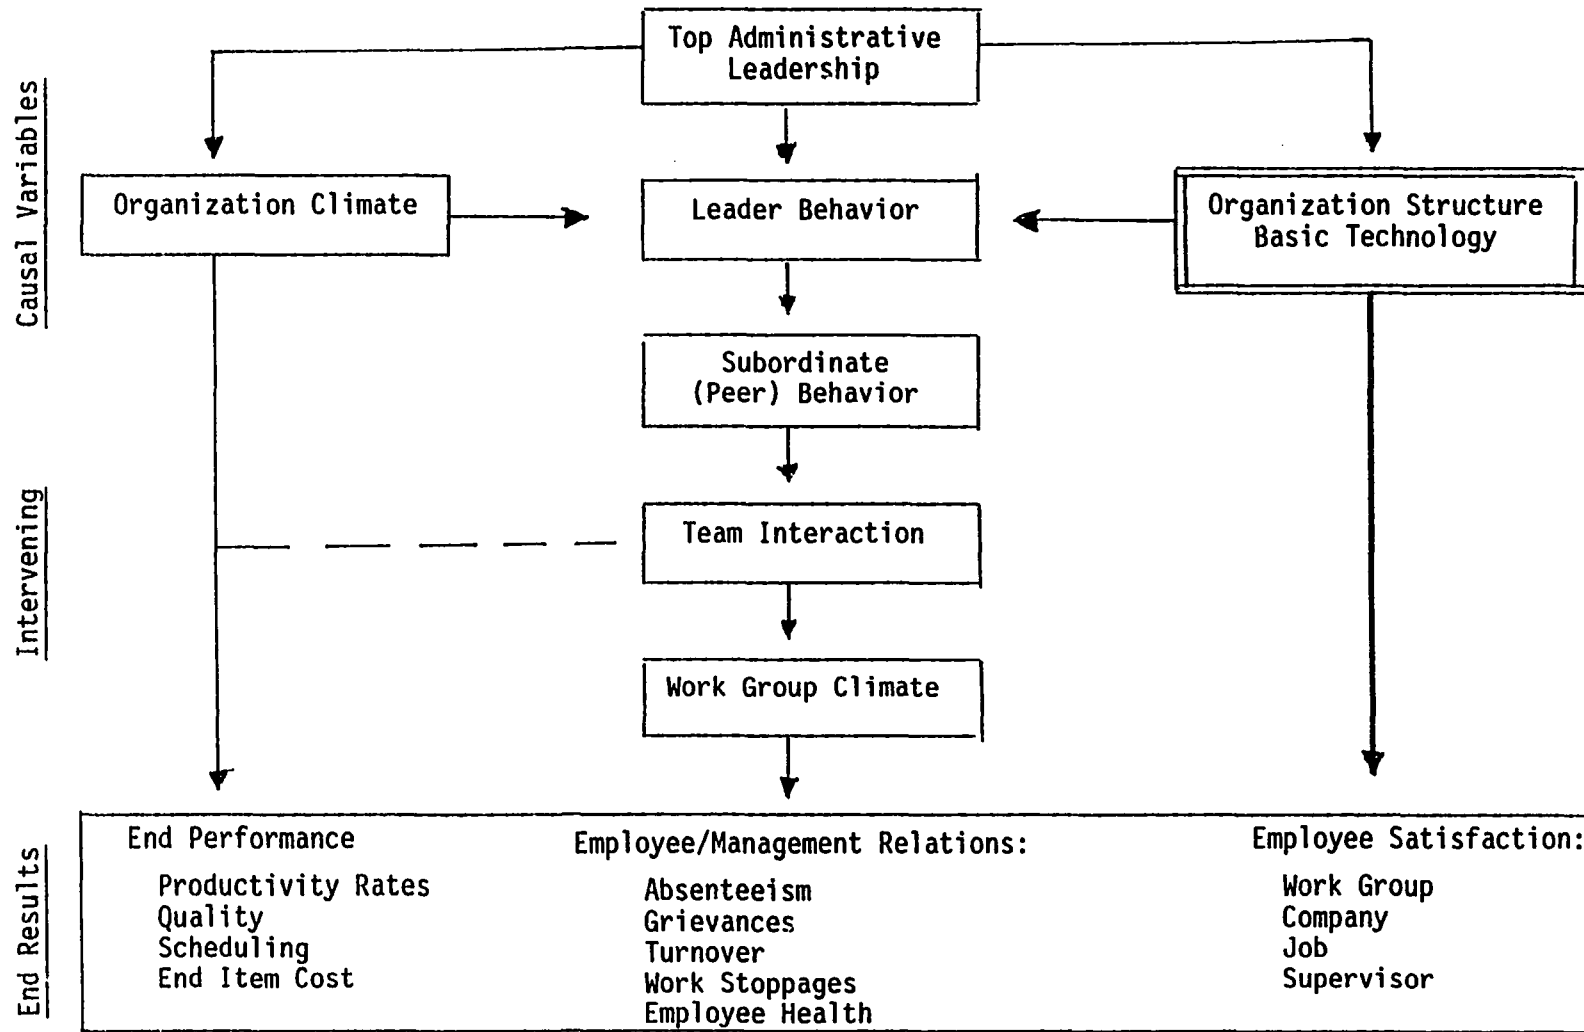 Top Administrative
Leadership
Causal Variables
Organization Climate
Leader Behavior
Organization Structure
Basic Technology
Subordinate
(Peer) Behavior
Intervening
Team Interaction
Work Group Climate
End Results
End Performance
Productivity Rates
Quality
Scheduling
End Item Cost
Employee/Management Relations:
Absenteeism
Grievances
Turnover
Work Stoppages
Employee Health
Employee Satisfaction:
Work Group
Company
Job
Supervisor